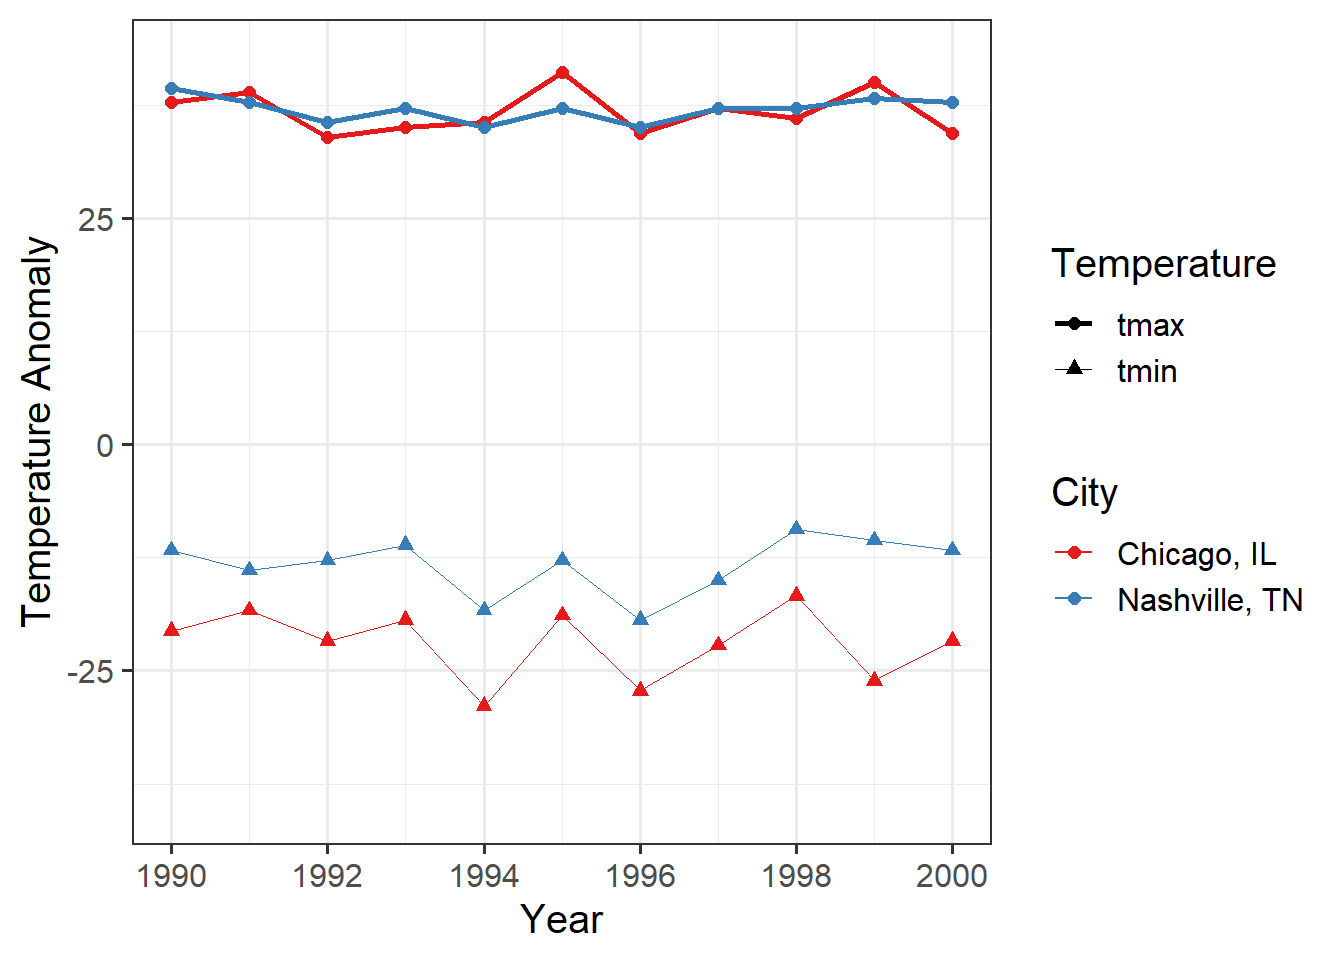 Temperature Anomaly
25
0
-25
1990 1992 1994 1996 1998 2000
Year
Temperature
tmax
tmin
City
Chicago, IL
Nashville, TN